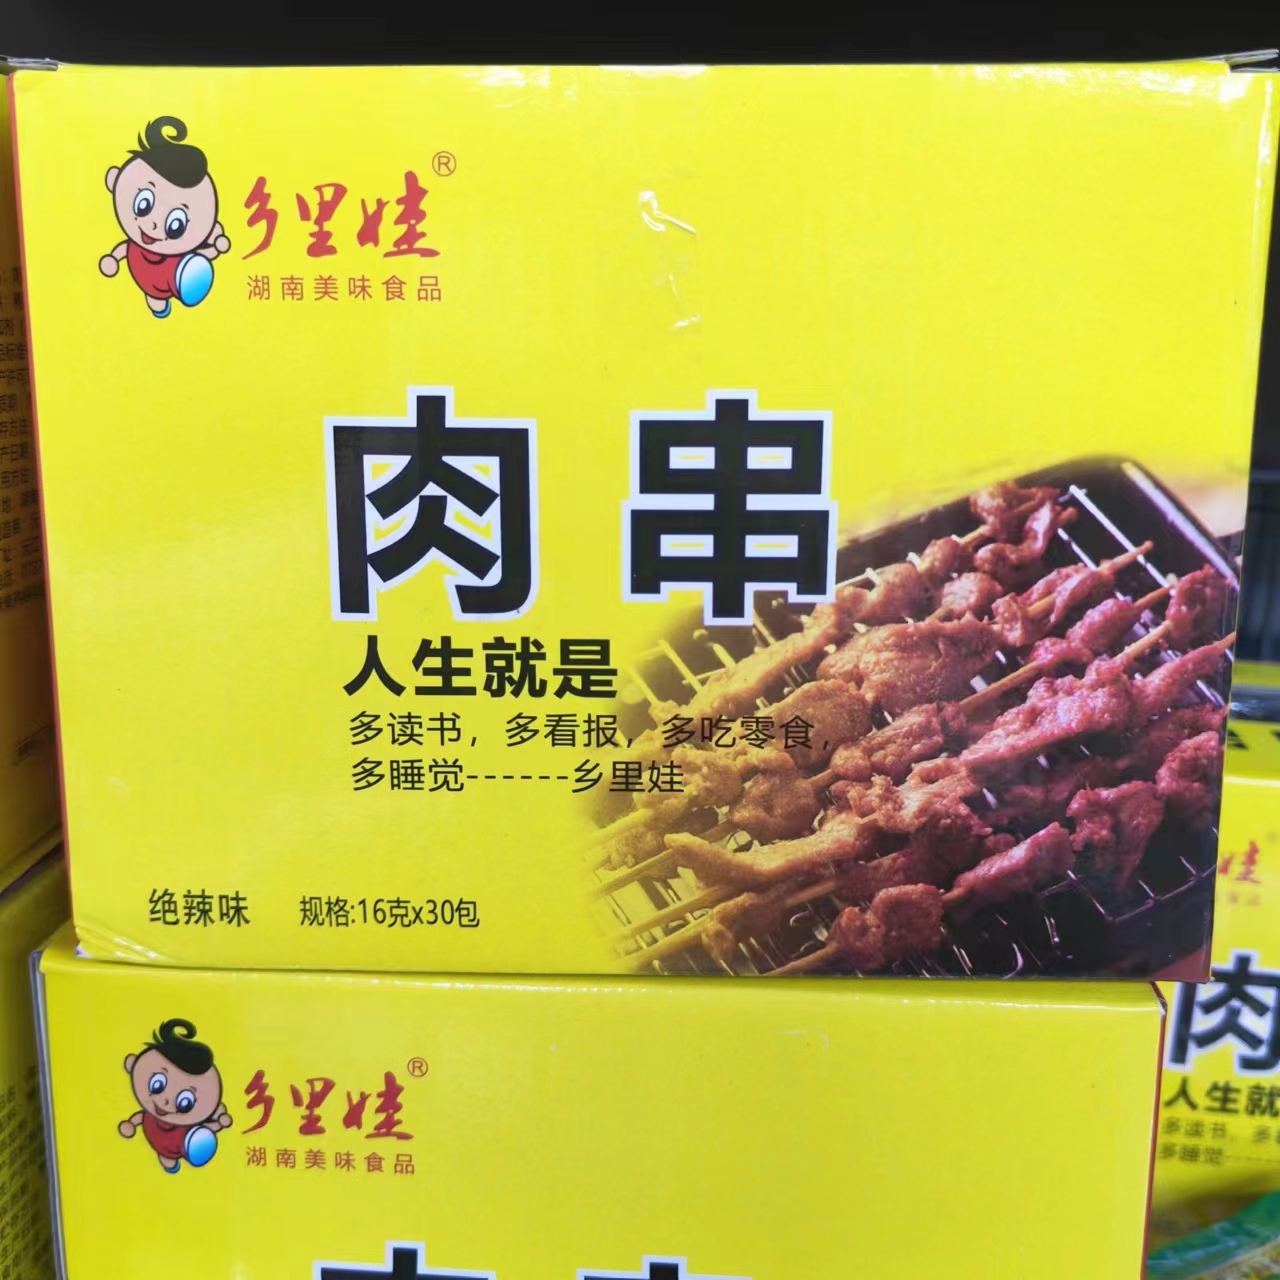 乡里娃®
湖南美味食品
肉串
人生就是
多读书，多看报，多吃零食，
多睡觉------乡里娃
绝辣味 规格:16克x30包
乡里娃®
湖南美味食品
肉
人生就
多读书，多
多睡觉